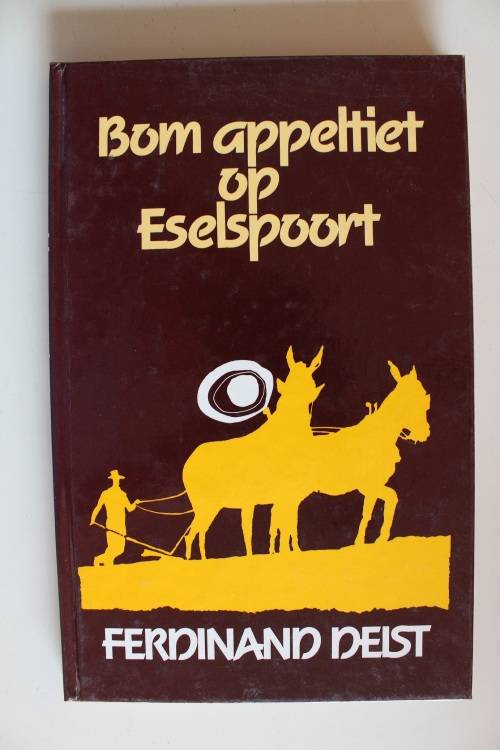 Bom appeltiet
op
Eselspoort
FERDINAND DEIST